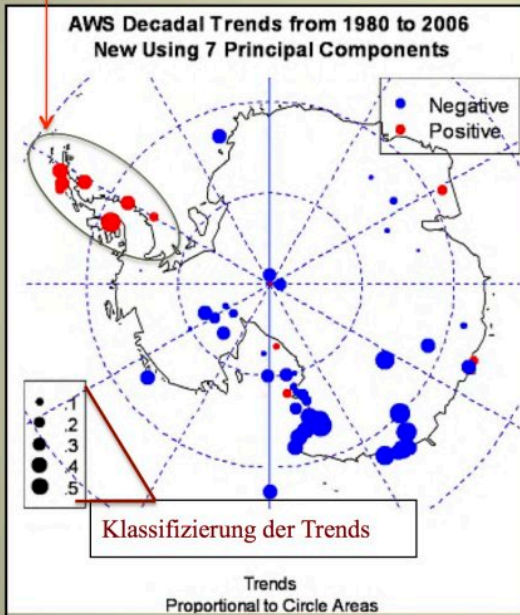 AWS Decadal Trends from 1980 to 2006
New Using 7 Principal Components
Negative
Positive
.1
.2
.3
.4
.5
Klassifizierung der Trends
Trends
Proportional to Circle Areas